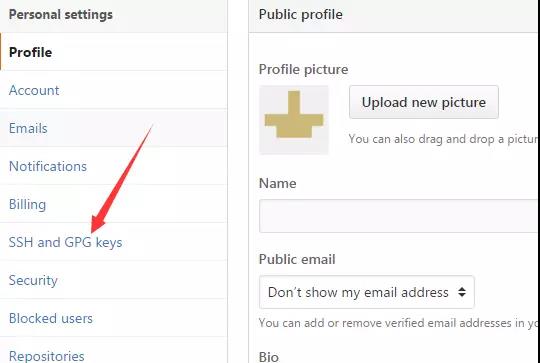 Personal settings
Profile
Account
Emails
Notifications
Billing
SSH and GPG keys
Security
Blocked users
Repositories
Public profile
Profile picture
Upload new picture
You can also drag and drop a pictur
Name
Public email
Don't show my email address
You can add or remove verified email addresses in yo
Bio